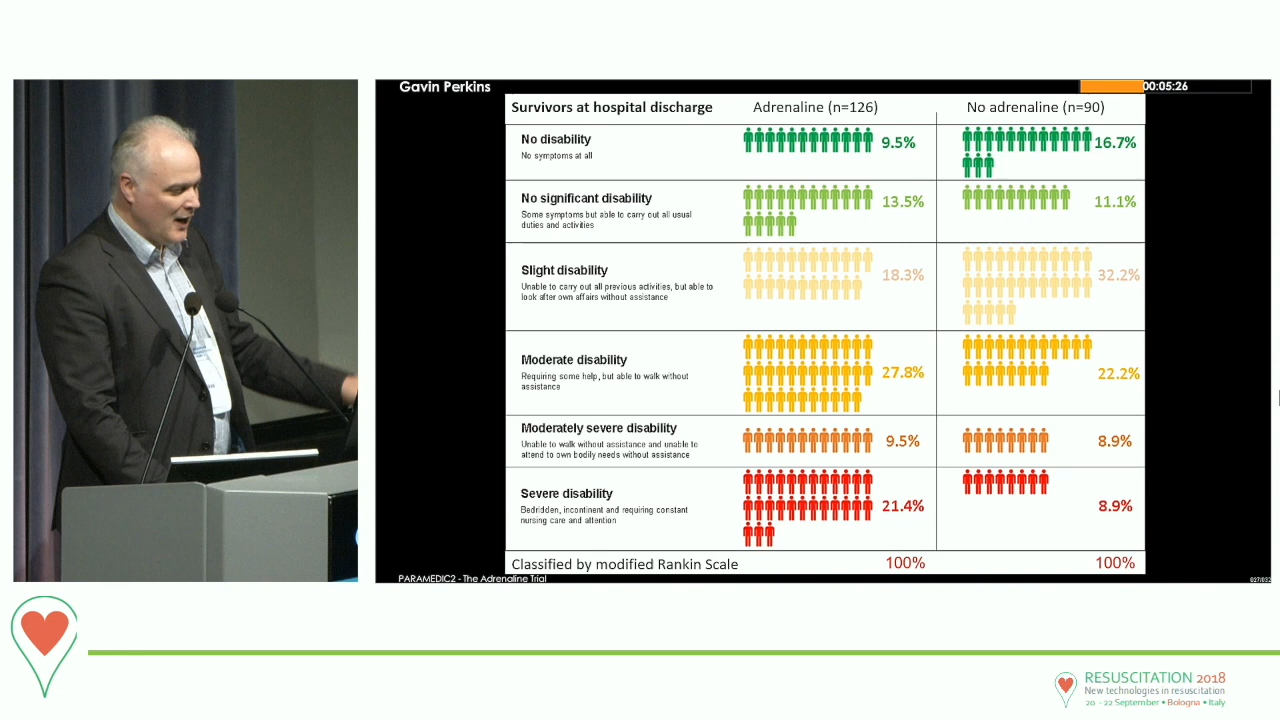 Gavin Perkins
00:05:26
Survivors at hospital discharge Adrenaline (n=126) No adrenaline (n=90)
No disability
No symptoms at all
9.5% 16.7%
No significant disability
Some symptoms but able to carry out all usual
duties and activities
13.5% 11.1%
Slight disability
Unable to carry out all previous activities, but able to
look after own affairs without assistance
18.3% 32.2%
Moderate disability
Requiring some help, but able to walk without
assistance
27.8% 22.2%
Moderately severe disability
Unable to walk without assistance and unable to
attend to own bodily needs without assistance
9.5% 8.9%
Severe disability
Bedridden, incontinent and requiring constant
nursing care and attention
21.4% 8.9%
Classified by modified Rankin Scale 100% 100%
PARAMEDIC2 - The Adrenaline Trial
027/032
RESUSCITATION 2018
New technologies in resuscitation
20 - 22 September • Bologna • Italy